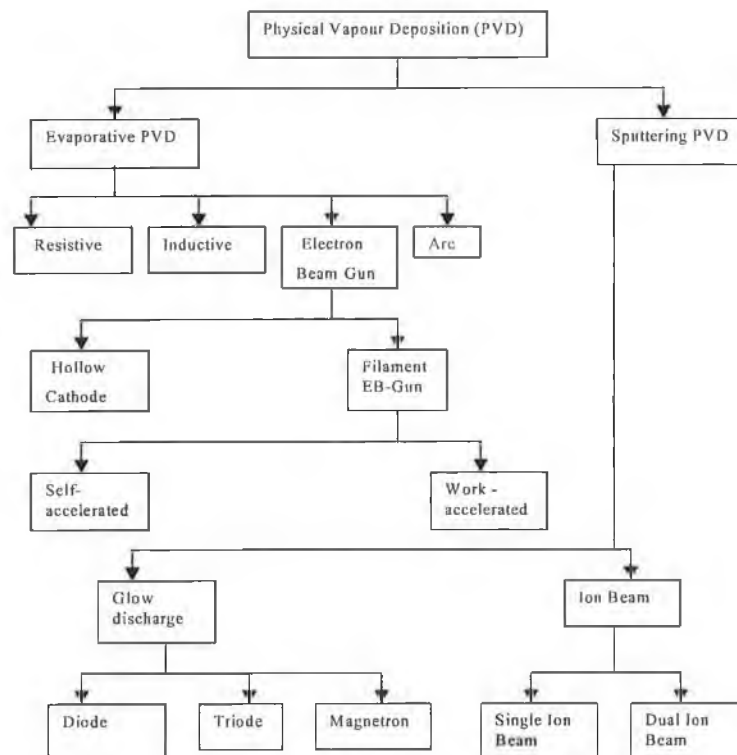 Physical Vapour Deposition (PVD)
Evaporative PVD
Sputtering PVD
Resistive
Inductive
Electron
Beam Gun
Arc
Hollow
Cathode
Filament
EB-Gun
Self-
accelerated
Work -
accelerated
Glow
discharge
Ion Beam
Diode
Triode
Magnetron
Single Ion
Beam
Dual Ion
Beam